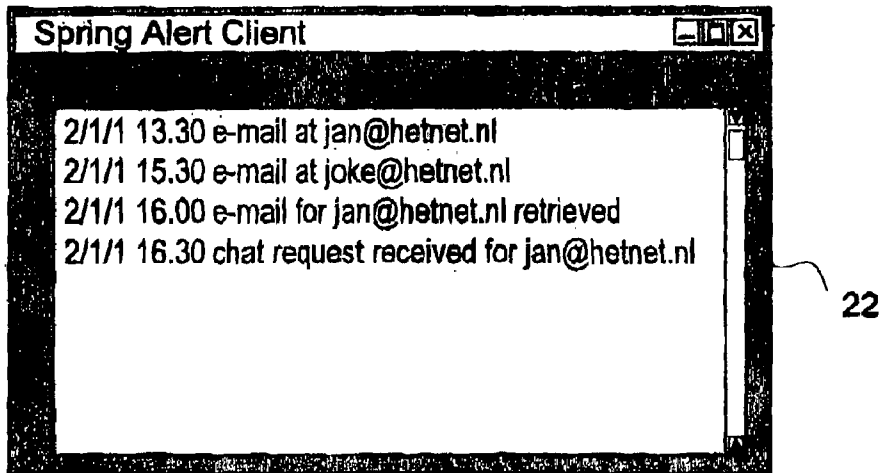 Spring Alert Client
2/1/1 13.30 e-mail at jan@hetnet.nl
2/1/1 15.30 e-mail at joke@hetnet.nl
2/1/1 16.00 e-mail for jan@hetnet.nl retrieved
2/1/1 16.30 chat request received for jan@hetnet.nl
22